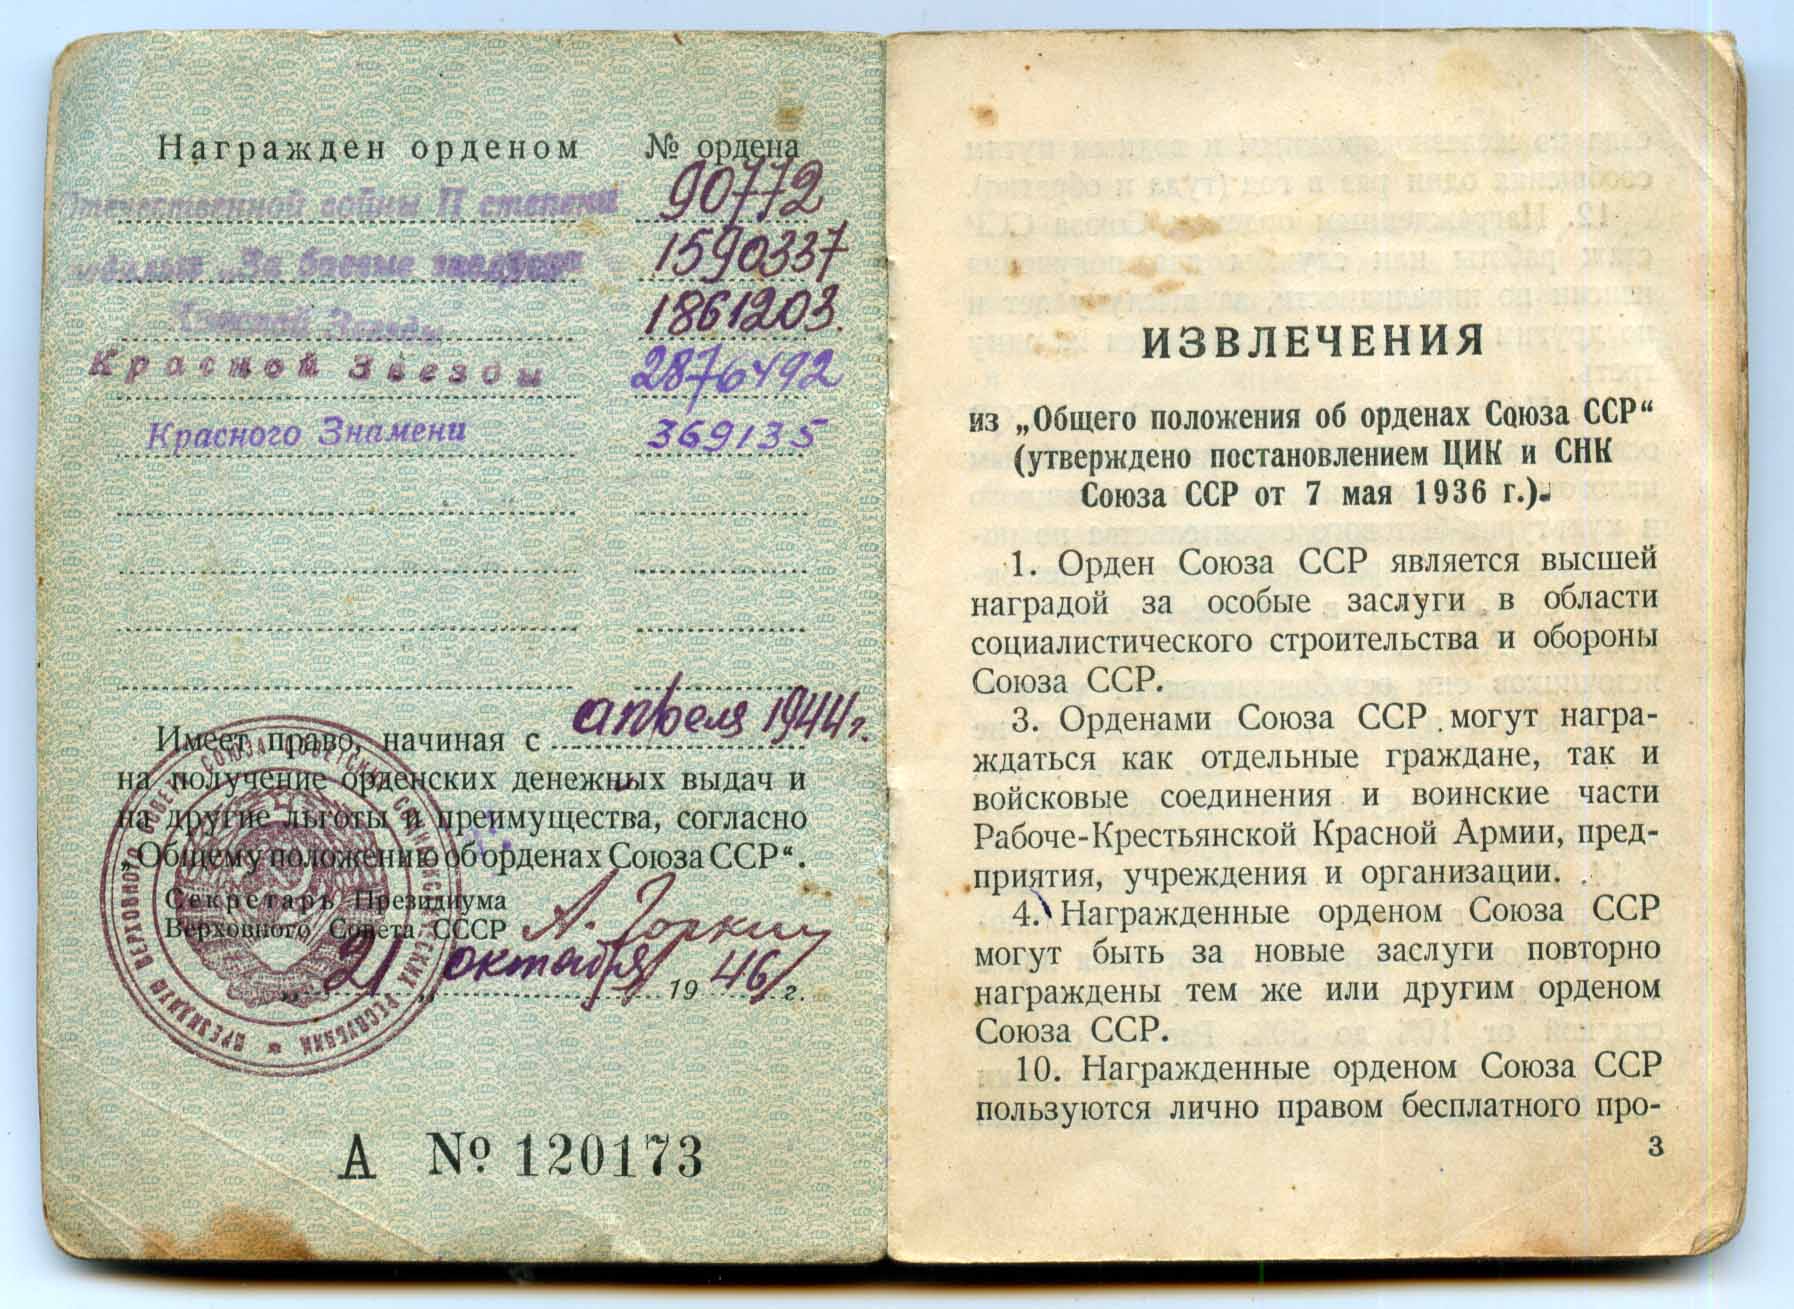 Награжден орденом № ордена
Отечественной войны II степени 90772
медалью „За боевые заслуги" 1590337
Красной Звезды 1861203.
Красной Звезды 2876492
Красного Знамени 369135
Имеет право, начиная с апреля 1944 г.
на получение орденских денежных выдач и
на другие льготы и преимущества, согласно
„Общему положению об орденах Союза ССР“.
Секретарь Президиума
Верховного Совета СССР А. Горкин
„21„ октября 1946 г.
ПРЕЗИДИУМ ВЕРХОВНОГО СОВЕТА СОЮЗА СОВЕТСКИХ СОЦИАЛИСТИЧЕСКИХ РЕСПУБЛИК
А № 120173
ИЗВЛЕЧЕНИЯ
из „Общего положения об орденах Союза ССР“
(утверждено постановлением ЦИК и СНК
Союза ССР от 7 мая 1936 г.).
1. Орден Союза ССР является высшей
наградой за особые заслуги в области
социалистического строительства и обороны
Союза ССР.
3. Орденами Союза ССР могут награ-
ждаться как отдельные граждане, так и
войсковые соединения и воинские части
Рабоче-Крестьянской Красной Армии, пред-
приятия, учреждения и организации.
4. Награжденные орденом Союза ССР
могут быть за новые заслуги повторно
награждены тем же или другим орденом
Союза ССР.
10. Награжденные орденом Союза ССР
пользуются лично правом бесплатного про-
3